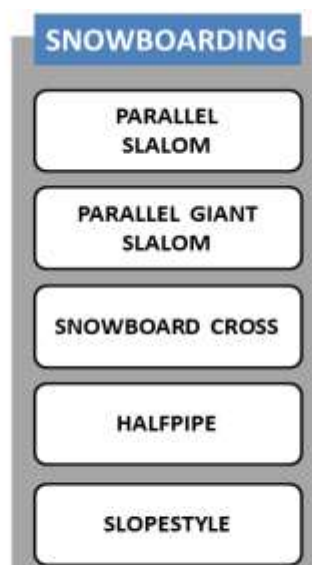 SNOWBOARDING
PARALLEL
SLALOM
PARALLEL GIANT
SLALOM
SNOWBOARD CROSS
HALFPIPE
SLOPESTYLE